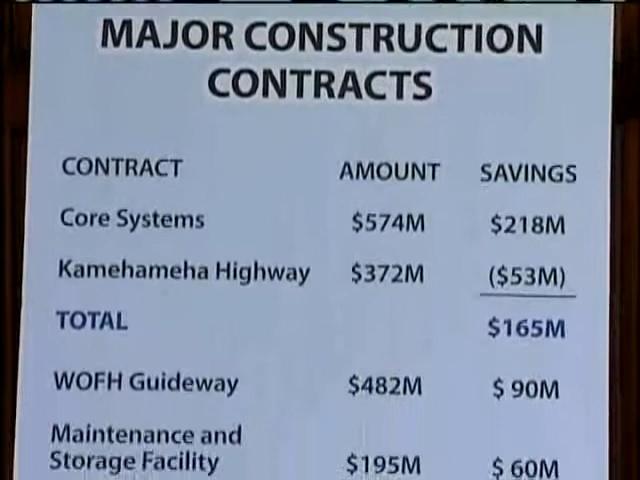 MAJOR CONSTRUCTION
CONTRACTS
CONTRACT AMOUNT SAVINGS
Core Systems $574M $218M
Kamehameha Highway $372M ($53M)
TOTAL $165M
WOFH Guideway $482M $ 90M
Maintenance and
Storage Facility $195M $ 60M